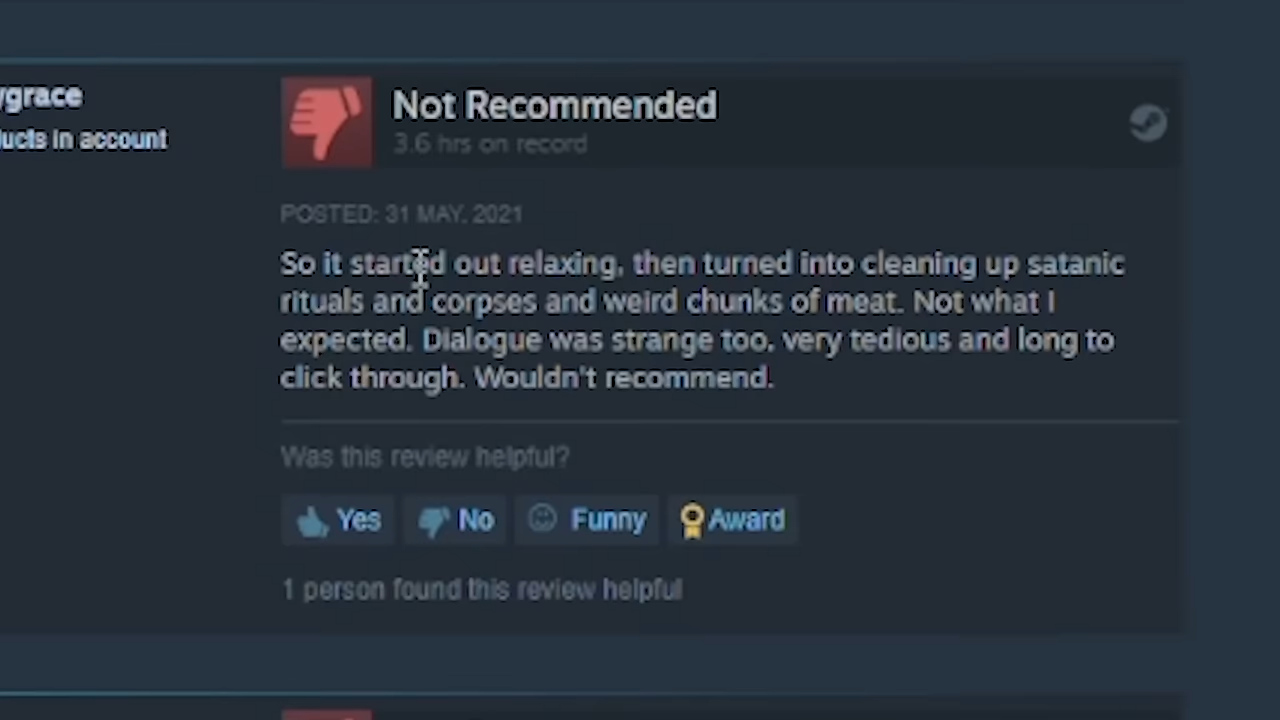 ygrace
ucts in account
Not Recommended
3.6 hrs on record
POSTED: 31 MAY, 2021
So it started out relaxing, then turned into cleaning up satanic
rituals and corpses and weird chunks of meat. Not what I
expected. Dialogue was strange too, very tedious and long to
click through. Wouldn't recommend.
Was this review helpful?
Yes No Funny Award
1 person found this review helpful